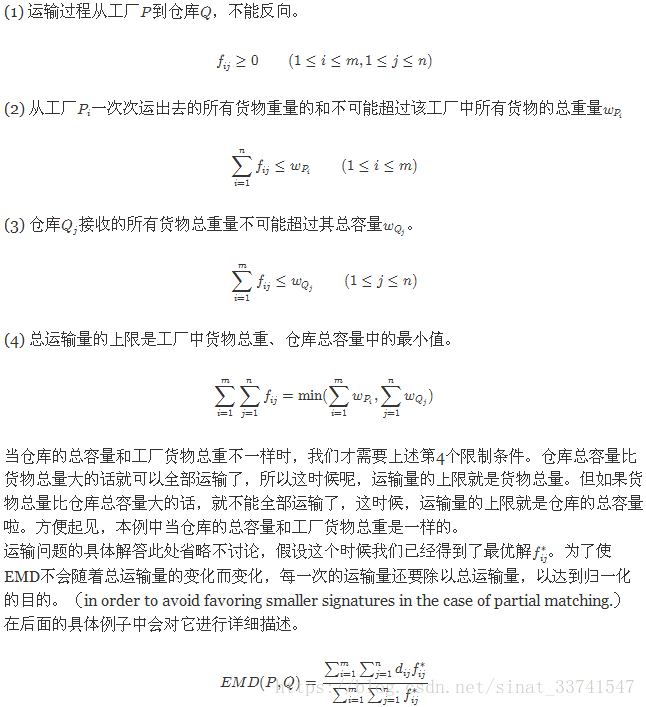 (1) 运输过程从工厂P到仓库Q，不能反向。
f_{ij} ≥ 0 (1 ≤ i ≤ m, 1 ≤ j ≤ n)
(2) 从工厂P_i一次次运出去的所有货物重量的和不可能超过该工厂中所有货物的总重量w_{P_i}
\sum_{i=1}^{n} f_{ij} ≤ w_{P_i} (1 ≤ i ≤ m)
(3) 仓库Q_j接收的所有货物总重量不可能超过其总容量w_{Q_j}。
\sum_{i=1}^{m} f_{ij} ≤ w_{Q_j} (1 ≤ j ≤ n)
(4) 总运输量的上限是工厂中货物总重、仓库总容量中的最小值。
\sum_{i=1}^{m} \sum_{j=1}^{n} f_{ij} = min(\sum_{i=1}^{m} w_{P_i}, \sum_{j=1}^{n} w_{Q_j})
当仓库的总容量和工厂货物总重不一样时，我们才需要上述第4个限制条件。仓库总容量比
货物总量大的话就可以全部运输了，所以这时候呢，运输量的上限就是货物总量。但如果货
物总量比仓库总容量大的话，就不能全部运输了，这时候，运输量的上限就是仓库的总容量
啦。方便起见，本例中当仓库的总容量和工厂货物总重是一样的。
运输问题的具体解答此处省略不讨论，假设这个时候我们已经得到了最优解f_{ij}^*。为了使
EMD不会随着总运输量的变化而变化，每一次的运输量还要除以总运输量，以达到归一化
的目的。（in order to avoid favoring smaller signatures in the case of partial matching.）
在后面的具体例子中会对它进行详细描述。
EMD(P,Q) = \frac{\sum_{i=1}^{m} \sum_{j=1}^{n} d_{ij} f_{ij}^*}{\sum_{i=1}^{m} \sum_{j=1}^{n} f_{ij}^*}
https://blog.csdn.net/sinat_33741547